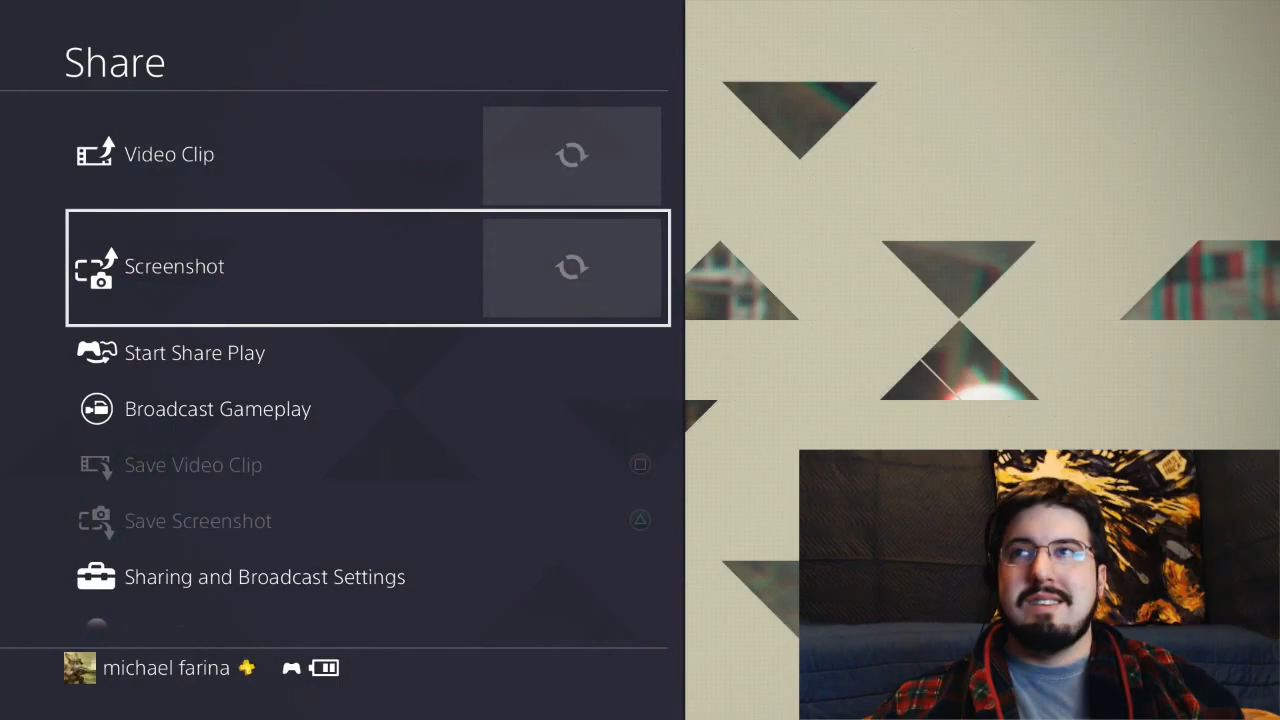 Share
Video Clip
Screenshot
Start Share Play
Broadcast Gameplay
Save Video Clip
Save Screenshot
Sharing and Broadcast Settings
michael farina